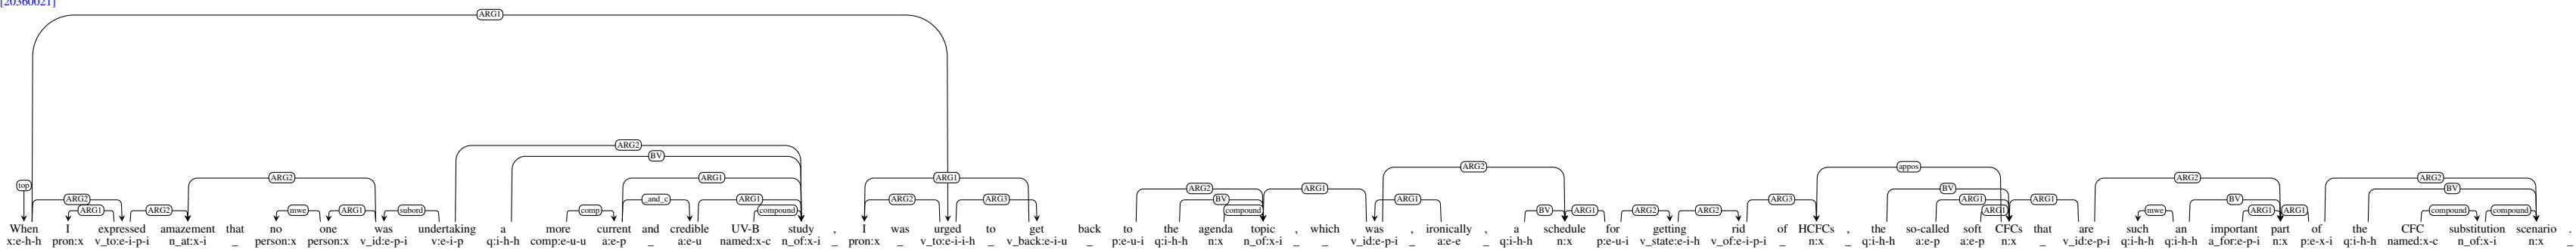 [20360021]
ARG1
ARG2
BV
ARG2
appos
ARG2 ARG1 ARG1 ARG2
top ARG2 ARG1 BV BV
ARG2 ARG2 _and_c ARG1 ARG2 ARG3 BV ARG1 ARG3 ARG1 ARG1 BV
ARG1 mwe ARG1 subord comp compound compound BV ARG1 ARG2 ARG2 ARG1 mwe ARG1 ARG1 compound compound
When I expressed amazement that no one was undertaking a more current and credible UV-B study , I was urged to get back to the agenda topic , which was , ironically , a schedule for getting rid of HCFCs , the so-called soft CFCs that are such an important part of the CFC substitution scenario
x:e-h-h pron:x v_to:e-i-p-i n_at:x-i _ person:x person:x v_id:e-p-i v:e-i-p q:i-h-h comp:e-u-u a:e-p _ a:e-u named:x-c n_of:x-i _ pron:x _ v_to:e-i-i-h _ v_back:e-i-u _ p:e-u-i q:i-h-h n:x n_of:x-i _ _ v_id:e-p-i _ a:e-e _ q:i-h-h n:x p:e-u-i v_state:e-i-h v_of:e-i-p-i _ n:x _ q:i-h-h a:e-p a:e-p n:x _ v_id:e-p-i q:i-h-h q:i-h-h a_for:e-p-i n:x p:e-x-i q:i-h-h named:x-c n_of:x-i n:x